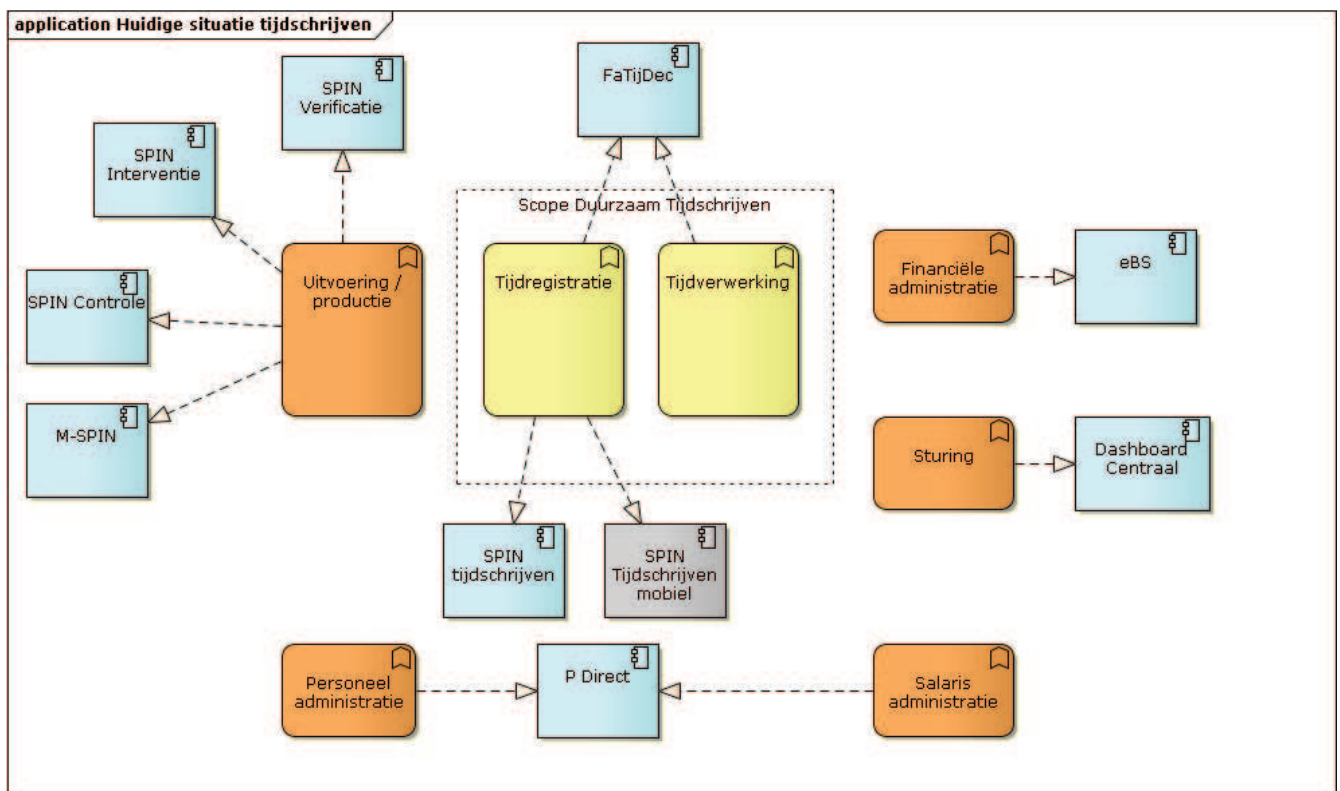 application Huidige situatie tijdschrijven
SPIN
Verificatie
FaTijDec
SPIN
Interventie
Scope Duurzaam Tijdschrijven
Uitvoering /
productie
Tijdregistratie
Tijdverwerking
Financiële
administratie
eBS
SPIN Controle
M-SPIN
Sturing
Dashboard
Centraal
SPIN
tijdschrijven
SPIN
Tijdschrijven
mobiel
Personeel
administratie
P Direct
Salaris
administratie